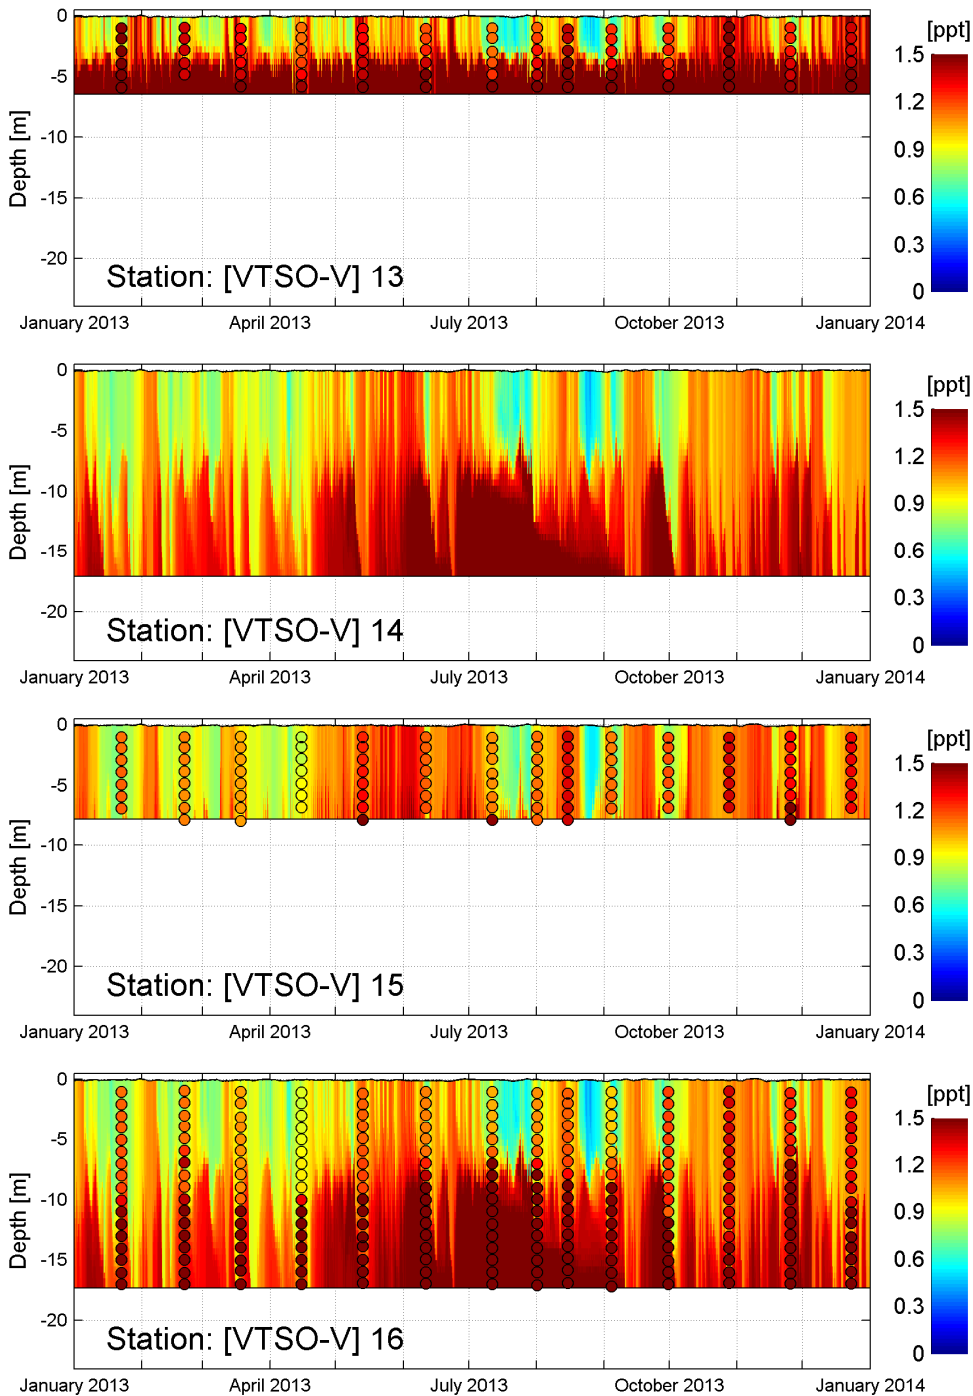 [ppt]
0
-5
-10
-15
-20
Depth [m]
1.5
1.2
0.9
0.6
0.3
0
Station: [VTSO-V] 13
January 2013 April 2013 July 2013 October 2013 January 2014
[ppt]
0
-5
-10
-15
-20
Depth [m]
1.5
1.2
0.9
0.6
0.3
0
Station: [VTSO-V] 14
January 2013 April 2013 July 2013 October 2013 January 2014
[ppt]
0
-5
-10
-15
-20
Depth [m]
1.5
1.2
0.9
0.6
0.3
0
Station: [VTSO-V] 15
January 2013 April 2013 July 2013 October 2013 January 2014
[ppt]
0
-5
-10
-15
-20
Depth [m]
1.5
1.2
0.9
0.6
0.3
0
Station: [VTSO-V] 16
January 2013 April 2013 July 2013 October 2013 January 2014